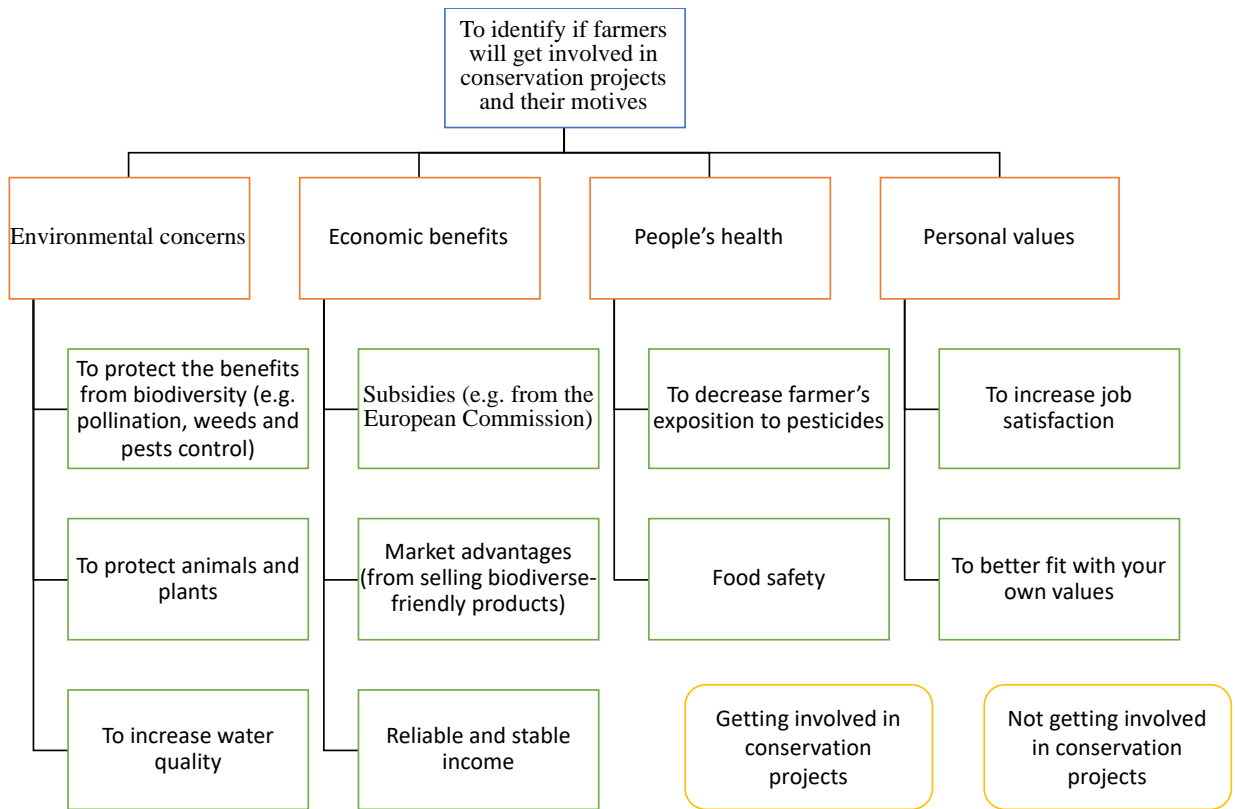 To identify if farmers
will get involved in
conservation projects
and their motives
Environmental concerns
Economic benefits
People’s health
Personal values
To protect the benefits
from biodiversity (e.g.
pollination, weeds and
pests control)
Subsidies (e.g. from the
European Commission)
To decrease farmer’s
exposition to pesticides
To increase job
satisfaction
To protect animals and
plants
Market advantages
(from selling biodiverse-
friendly products)
Food safety
To better fit with your
own values
To increase water
quality
Reliable and stable
income
Getting involved in
conservation
projects
Not getting involved
in conservation
projects